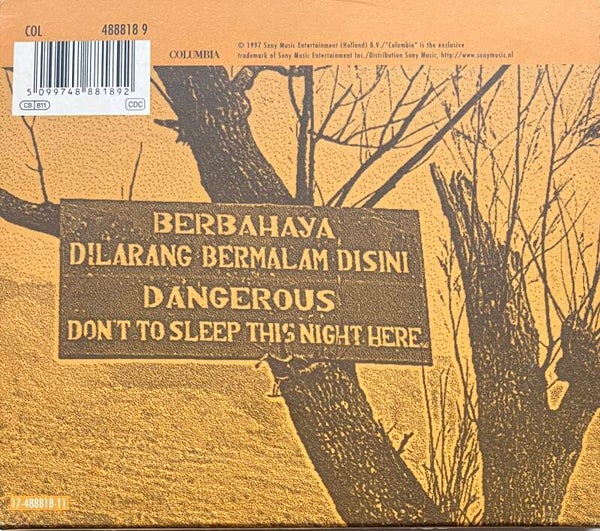 COL 488818 9
5 099748 881892
CB 811 CDC
COLUMBIA
© 1997 Sony Music Entertainment (Holland) B.V./"Columbia" is the exclusive
trademark of Sony Music Entertainment Inc./Distribution Sony Music, http://www.sonymusic.nl
BERBAHAYA
DILARANG BERMALAM DISINI
DANGEROUS
DON'T TO SLEEP THIS NIGHT HERE.
17-488818-11